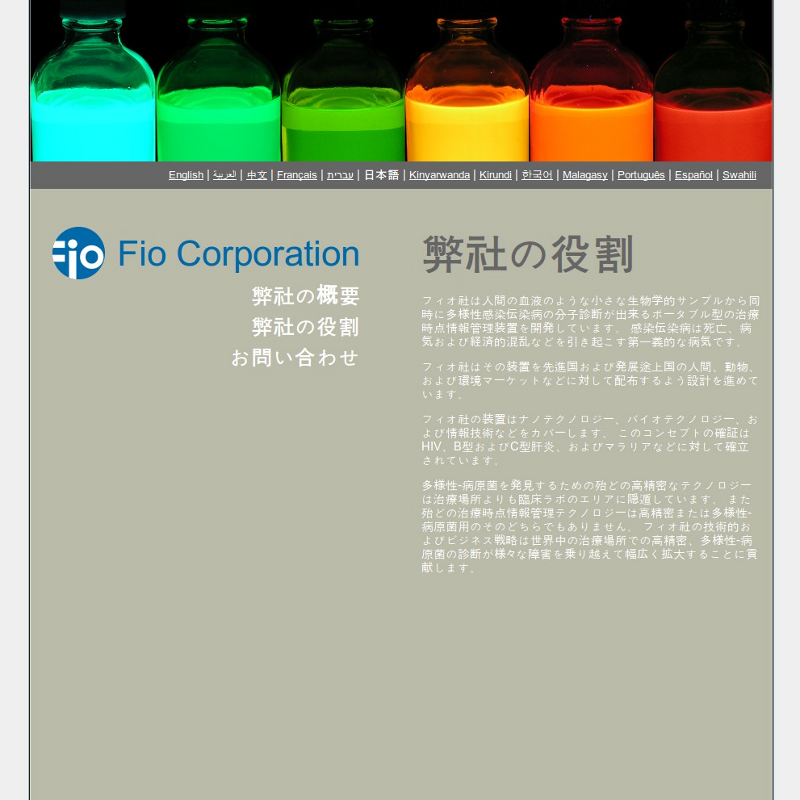 English | العربية | 中文 | Français | עברית | 日本語 | Kinyarwanda | Kirundi | 한국어 | Malagasy | Português | Español | Swahili
Fio Fio Corporation
弊社の概要
弊社の役割
お問い合わせ
弊社の役割
フィオ社は人間の血液のような小さな生物学的サンプルから同
時に多様性感染伝染病の分子診断が出来るポータブル型の治療
時点情報管理装置を開発しています。 感染伝染病は死亡、病
気および経済的混乱などを引き起こす第一義的な病気です。
フィオ社はその装置を先進国および発展途上国の人間、動物、
および環境マーケットなどに対して配布するよう設計を進めて
います。
フィオ社の装置はナノテクノロジー、バイオテクノロジー、お
よび情報技術などをカバーします。 このコンセプトの確証は
HIV、B型およびC型肝炎、およびマラリアなどに対して確立
されています。
多様性-病原菌を発見するための殆どの高精密なテクノロジー
は治療場所よりも臨床ラボのエリアに隠遁しています。 また
殆どの治療時点情報管理テクノロジーは高精密または多様性-
病原菌用のそのどちらでもありません。 フィオ社の技術的お
よびビジネス戦略は世界中の治療場所での高精密、多様性-病
原菌の診断が様々な障害を乗り越えて幅広く拡大することに貢
献します。